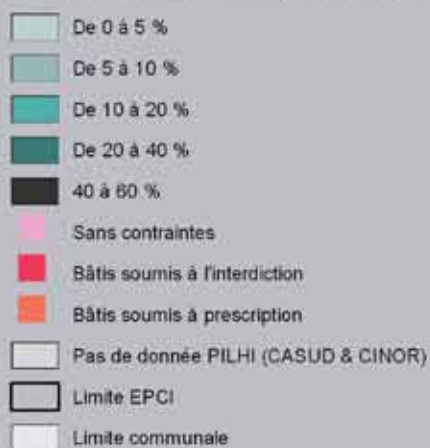 De 0 à 5 %
De 5 à 10 %
De 10 à 20 %
De 20 à 40 %
40 à 60 %
Sans contraintes
Bâtis soumis à l'interdiction
Bâtis soumis à prescription
Pas de donnée PILHI (CASUD & CINOR)
Limite EPCI
Limite communale